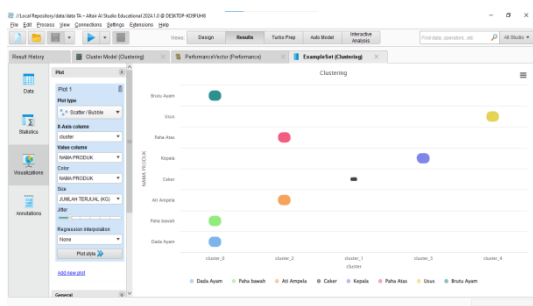 //Local Repository/data/data TA – Altair AI Studio Educational 2024.1.0 @ DESKTOP-KD9FUH0
File Edit Process View Connections Settings Extensions Help
Views: Design Results Turbo Prep Auto Model Interactive Analysis
Find data, operators, etc All Studio
Result History Cluster Model (Clustering) PerformanceVector (Performance) ExampleSet (Clustering)
Data
Statistics
Visualizations
Annotations
Plot
Plot 1
Plot type
Scatter / Bubble
X-Axis column
cluster
Value column
NAMA PRODUK
Color
NAMA PRODUK
Size
JUMLAH TERJUAL (KG)
Jitter
Regression interpolation
None
Plot style
Add new plot
General
Clustering
NAMA PRODUK
Brutu Ayam
Usus
Paha Atas
Kepala
Ceker
Ati Ampela
Paha bawah
Dada Ayam
cluster_0 cluster_2 cluster_1 cluster_3 cluster_4
cluster
Dada Ayam Paha bawah Ati Ampela Ceker Kepala Paha Atas Usus Brutu Ayam